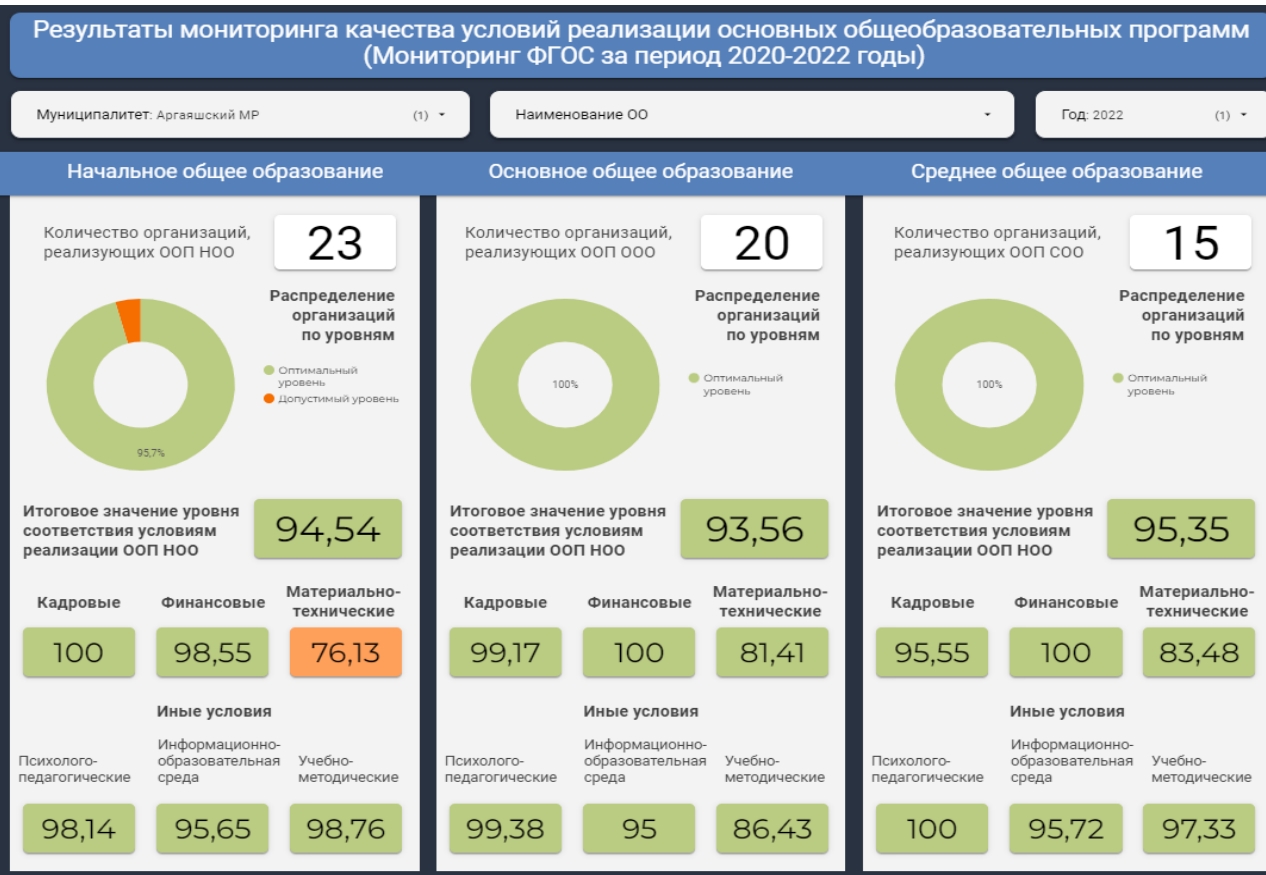 Результаты мониторинга качества условий реализации основных общеобразовательных программ
(Мониторинг ФГОС за период 2020-2022 годы)
Муниципалитет: Аргаяшский МР (1)
Наименование ОО
Год: 2022 (1)
Начальное общее образование
Количество организаций,
реализующих ООП НОО
23
Распределение
организаций
по уровням
Оптимальный
уровень
Допустимый уровень
95,7%
Итоговое значение уровня
соответствия условиям
реализации ООП НОО
94,54
Кадровые
Финансовые
Материально-
технические
100
98,55
76,13
Иные условия
Психолого-
педагогические
Информационно-
образовательная
среда
Учебно-
методические
98,14
95,65
98,76
Основное общее образование
Количество организаций,
реализующих ООП ООО
20
Распределение
организаций
по уровням
100%
Оптимальный
уровень
Итоговое значение уровня
соответствия условиям
реализации ООП НОО
93,56
Кадровые
Финансовые
Материально-
технические
99,17
100
81,41
Иные условия
Психолого-
педагогические
Информационно-
образовательная
среда
Учебно-
методические
99,38
95
86,43
Среднее общее образование
Количество организаций,
реализующих ООП СОО
15
Распределение
организаций
по уровням
100%
Оптимальный
уровень
Итоговое значение уровня
соответствия условиям
реализации ООП НОО
95,35
Кадровые
Финансовые
Материально-
технические
95,55
100
83,48
Иные условия
Психолого-
педагогические
Информационно-
образовательная
среда
Учебно-
методические
100
95,72
97,33